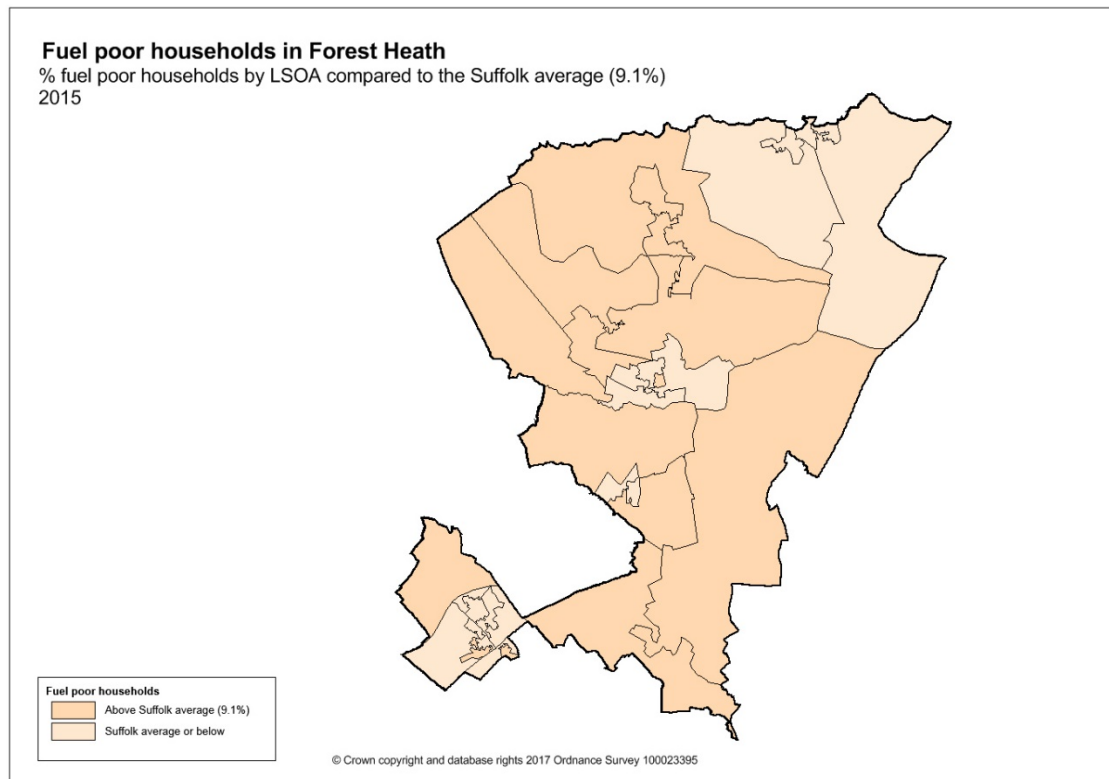 Fuel poor households in Forest Heath
% fuel poor households by LSOA compared to the Suffolk average (9.1%)
2015
Fuel poor households
Above Suffolk average (9.1%)
Suffolk average or below
© Crown copyright and database rights 2017 Ordnance Survey 100023395